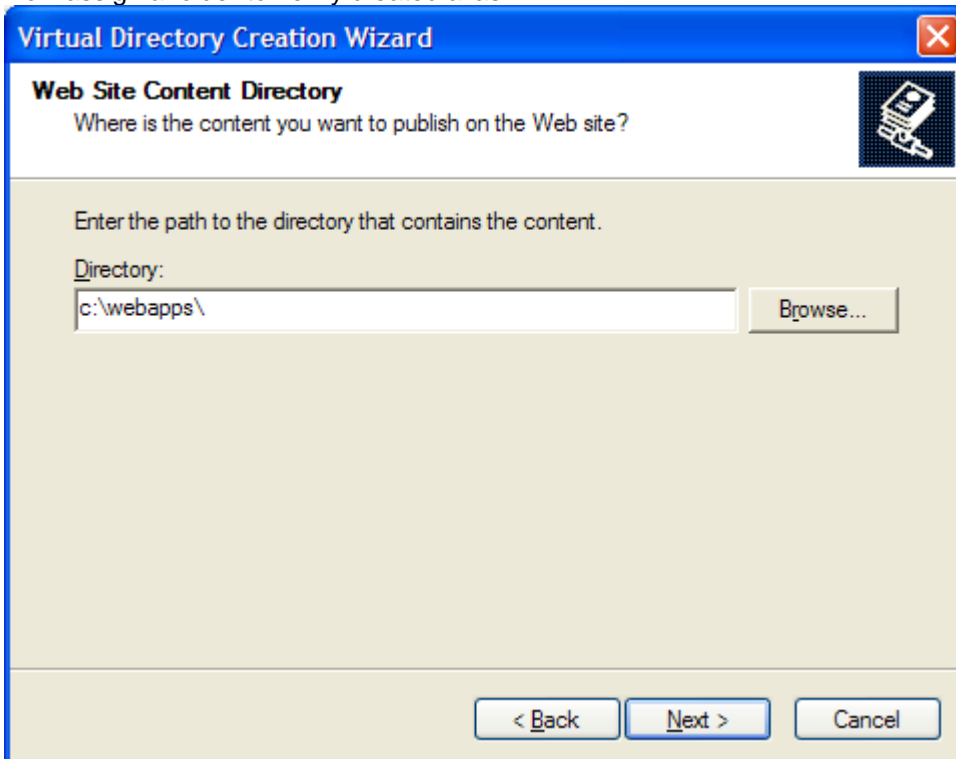 Virtual Directory Creation Wizard
Web Site Content Directory
Where is the content you want to publish on the Web site?
Enter the path to the directory that contains the content.
Directory:
c:\webapps\
Browse...
< Back
Next >
Cancel